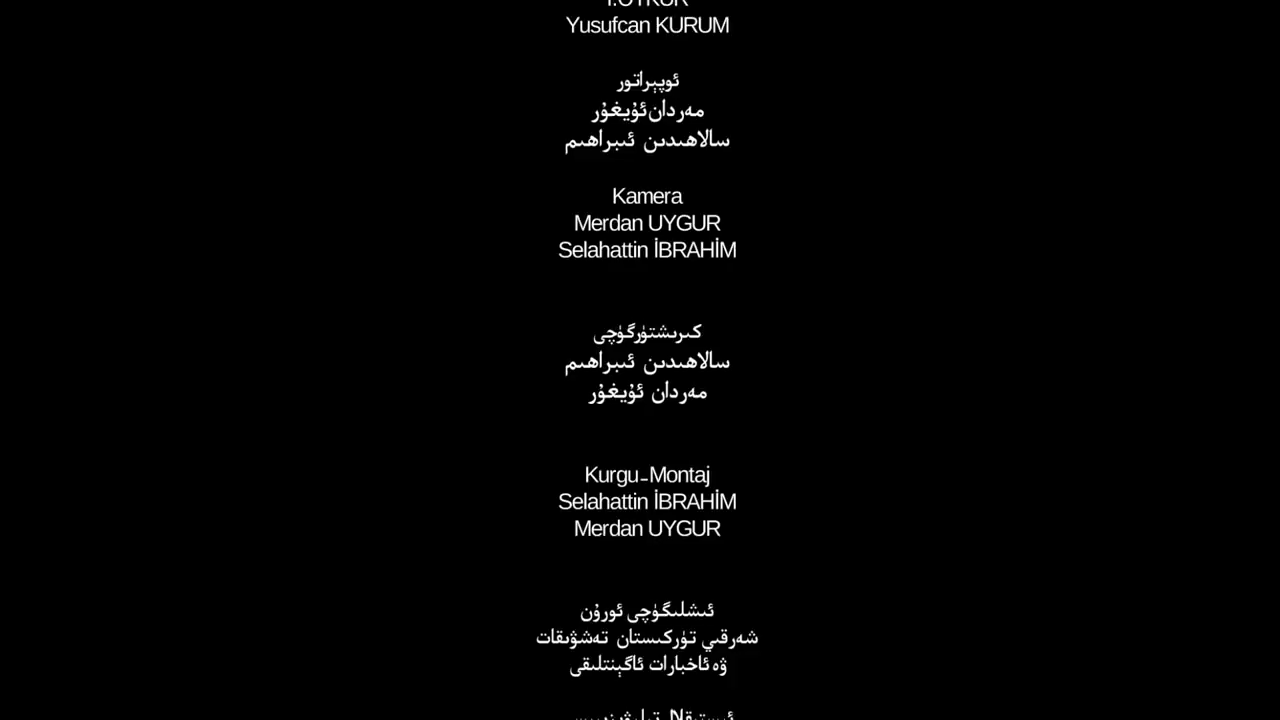 Yusufcan KURUM
ئوپېراتور
مەردان ئۇيغۇر
سالاھىدىن ئىبراھىم
Kamera
Merdan UYGUR
Selahattin İBRAHİM
كىرىشتۈرگۈچى
سالاھىدىن ئىبراھىم
مەردان ئۇيغۇر
Kurgu-Montaj
Selahattin İBRAHİM
Merdan UYGUR
ئىشلىگۈچى ئورۇن
شەرقىي تۈركىستان تەشۋىقات
ۋە ئاخبارات ئاگېنتلىقى